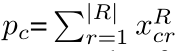 $p_c = \sum_{r=1}^{|R|} x_{cr}^{R}$